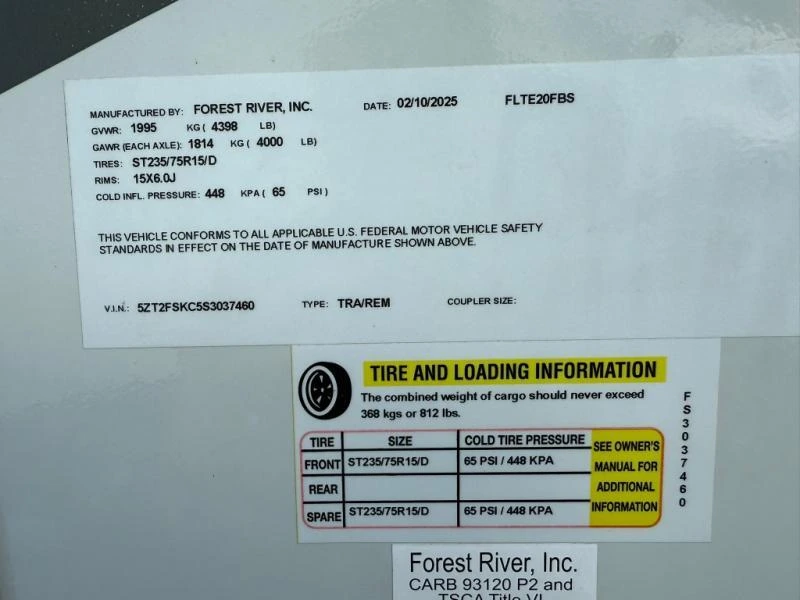 MANUFACTURED BY: FOREST RIVER, INC. DATE: 02/10/2025 FLTE20FBS
GVWR: 1995 KG ( 4398 LB)
GAWR (EACH AXLE): 1814 KG ( 4000 LB)
TIRES: ST235/75R15/D
RIMS: 15X6.0J
COLD INFL. PRESSURE: 448 KPA ( 65 PSI )
THIS VEHICLE CONFORMS TO ALL APPLICABLE U.S. FEDERAL MOTOR VEHICLE SAFETY
STANDARDS IN EFFECT ON THE DATE OF MANUFACTURE SHOWN ABOVE.
V.I.N.: 5ZT2FSKC5S3037460 TYPE: TRA/REM COUPLER SIZE:
TIRE AND LOADING INFORMATION
The combined weight of cargo should never exceed
368 kgs or 812 lbs.
TIRE SIZE COLD TIRE PRESSURE
FRONT ST235/75R15/D 65 PSI / 448 KPA
REAR
SPARE ST235/75R15/D 65 PSI / 448 KPA
SEE OWNER'S
MANUAL FOR
ADDITIONAL
INFORMATION
FS3037460
Forest River, Inc.
CARB 93120 P2 and
TSCA Title VI